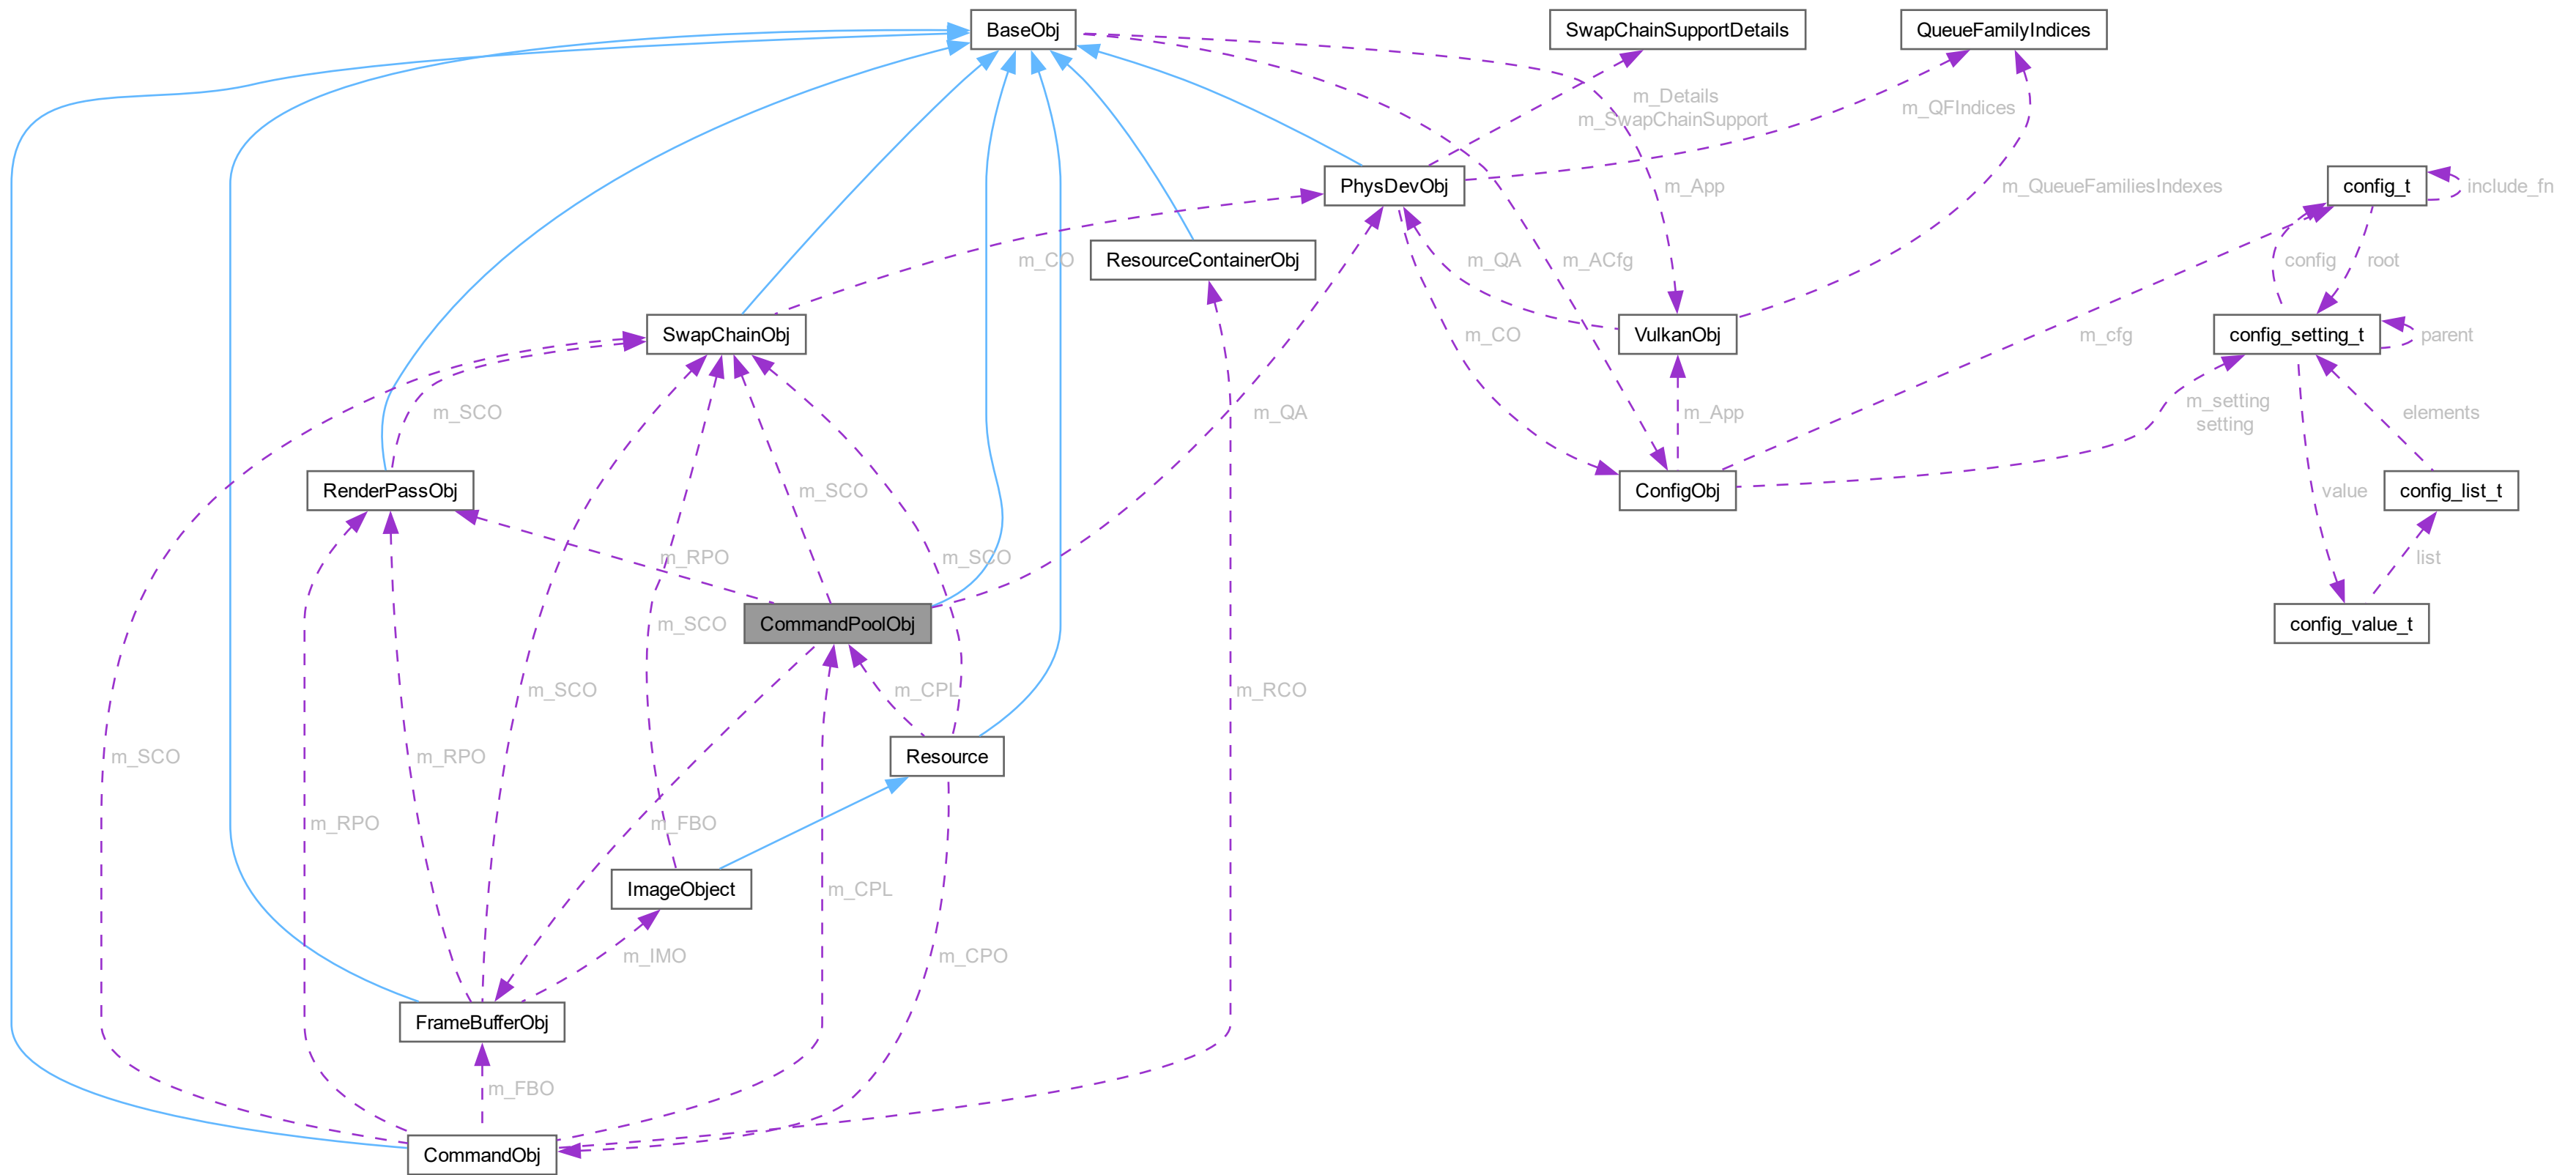 BaseObj
SwapChainSupportDetails
QueueFamilyIndices
m_Details
m_SwapChainSupport
m_QFIndices
PhysDevObj
m_App
m_QueueFamiliesIndexes
config_t
include_fn
m_CO
ResourceContainerObj
m_QA
m_ACfg
config
root
SwapChainObj
m_CO
VulkanObj
m_cfg
config_setting_t
parent
m_SCO
m_QA
m_App
m_setting
setting
elements
RenderPassObj
m_SCO
ConfigObj
value
config_list_t
m_RPO
m_SCO
list
m_SCO
CommandPoolObj
config_value_t
m_SCO
m_CPL
m_RCO
m_SCO
m_RPO
Resource
m_RPO
m_FBO
ImageObject
m_CPL
m_IMO
m_CPO
FrameBufferObj
m_FBO
CommandObj